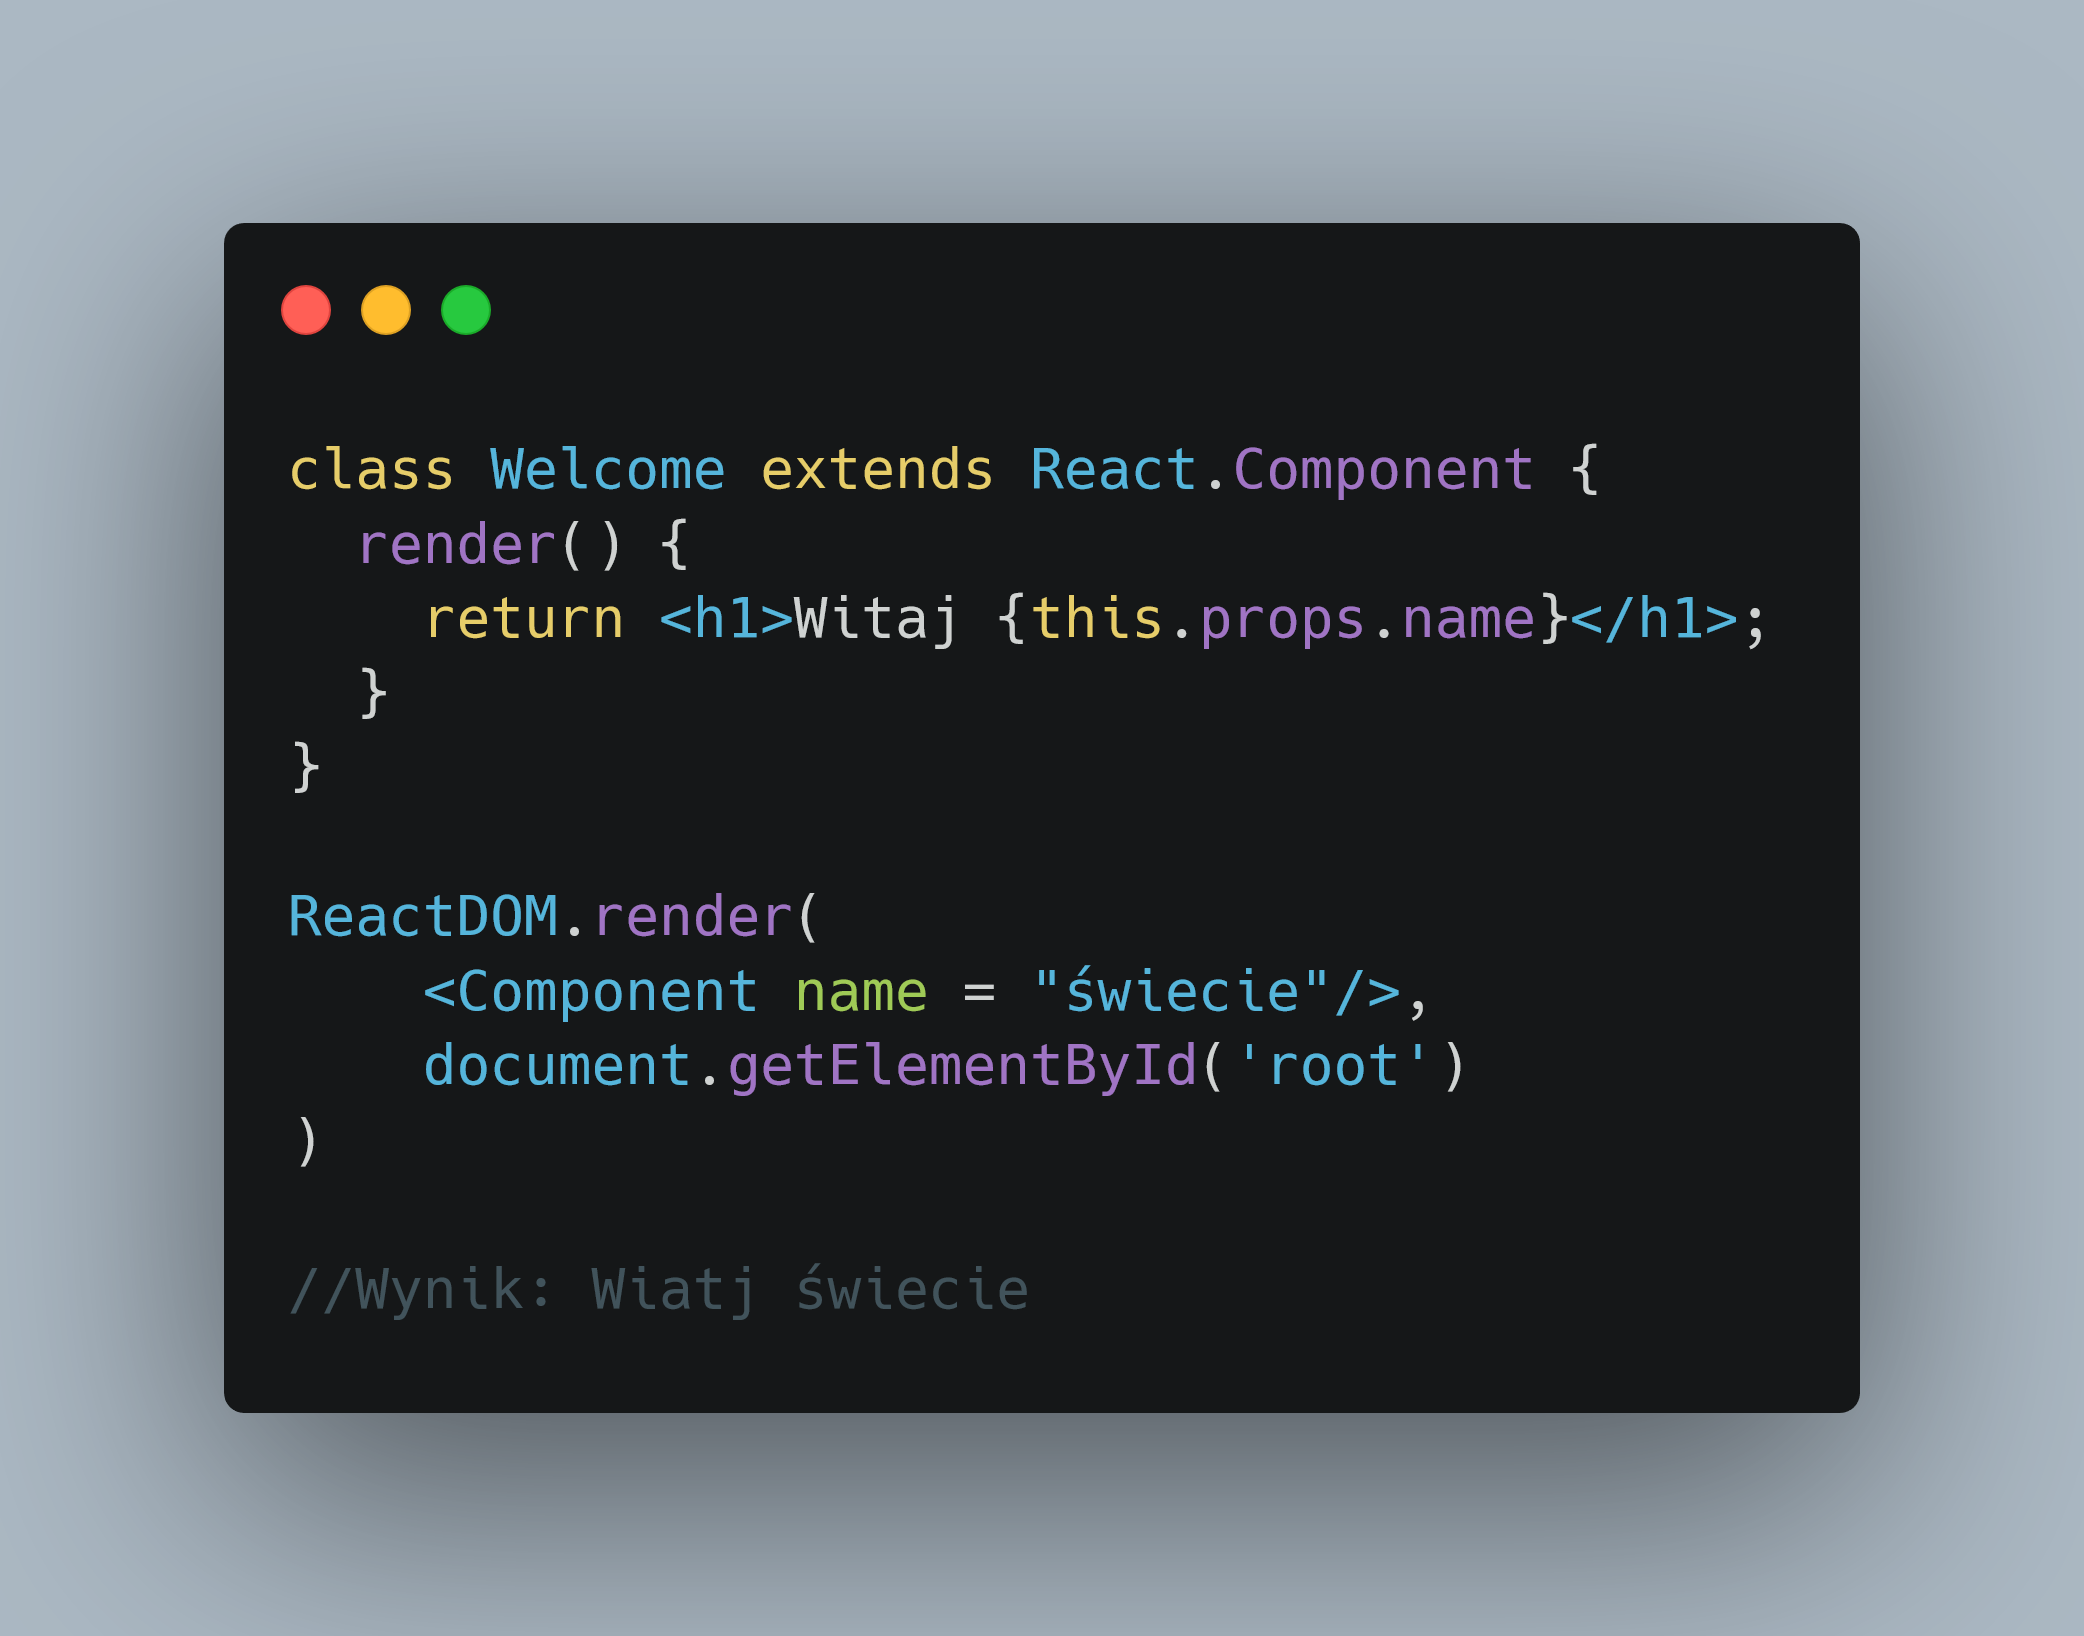 class Welcome extends React.Component {
  render() {
    return <h1>Witaj {this.props.name}</h1>;
  }
}

ReactDOM.render(
    <Component name = "świecie"/>,
    document.getElementById('root')
)

//Wynik: Wiatj świecie